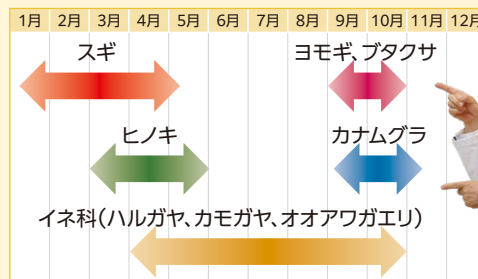 1月 2月 3月 4月 5月 6月 7月 8月 9月 10月 11月 12月
スギ ヨモギ、ブタクサ
ヒノキ カナムグラ
イネ科(ハルガヤ、カモガヤ、オオアワガエリ)